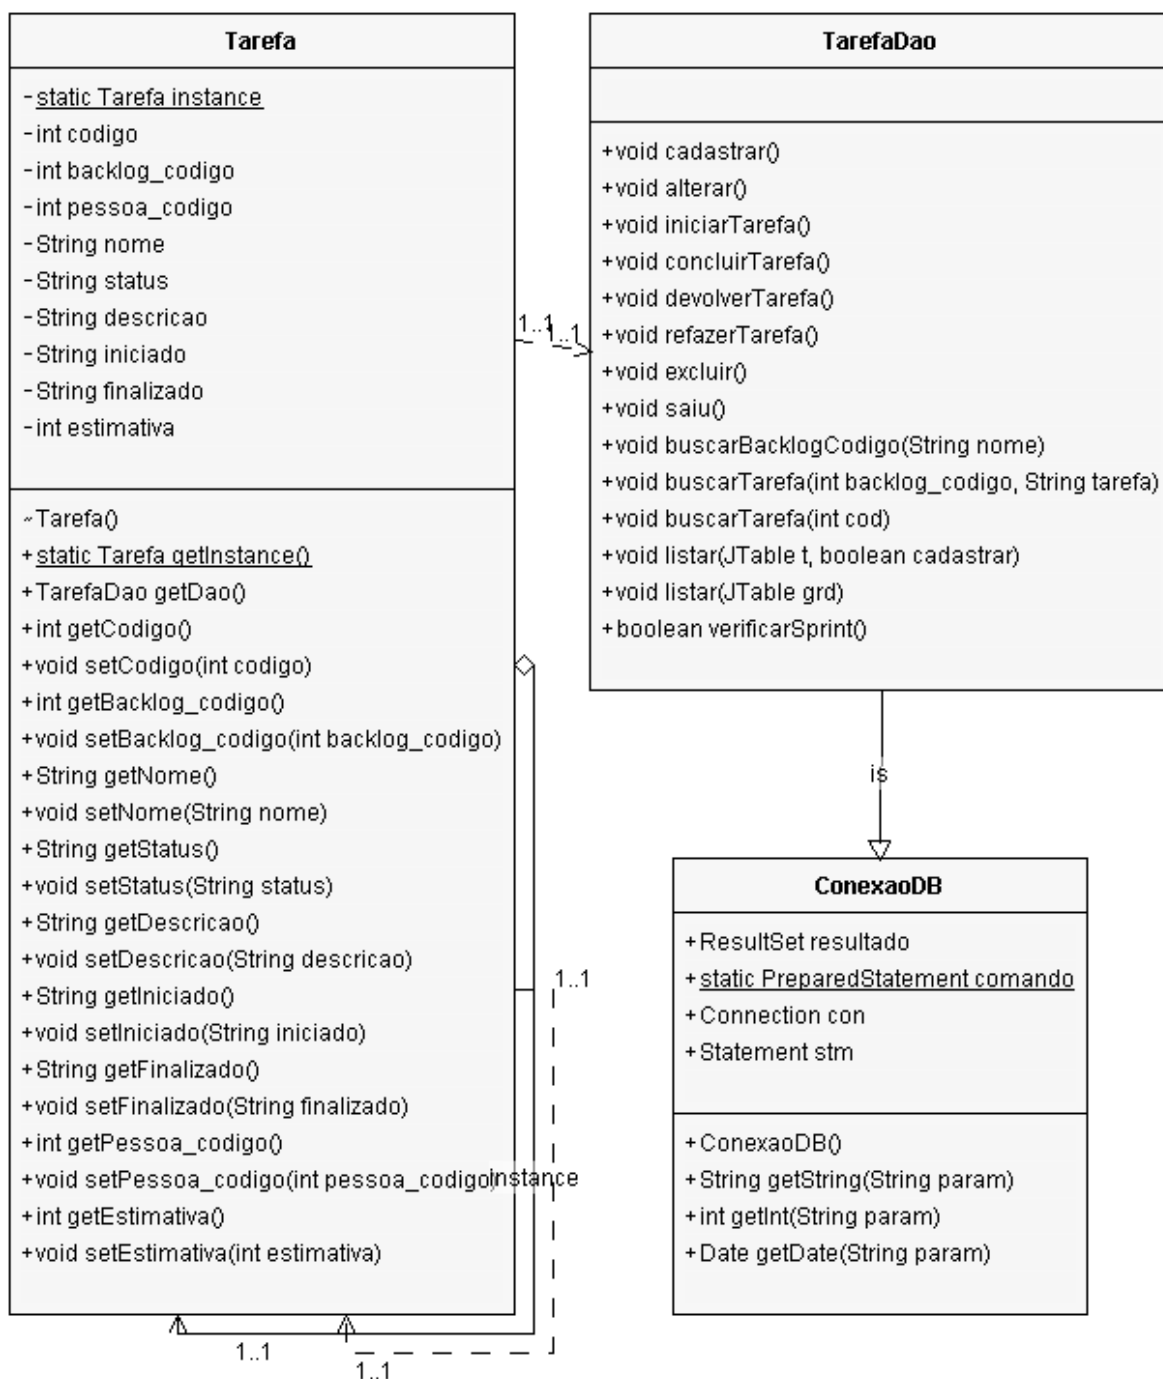 Tarefa
-static Tarefa instance
-int codigo
-int backlog_codigo
-int pessoa_codigo
-String nome
-String status
-String descricao
-String iniciado
-String finalizado
-int estimativa
~Tarefa()
+static Tarefa getInstance()
+TarefaDao getDao()
+int getCodigo()
+void setCodigo(int codigo)
+int getBacklog_codigo()
+void setBacklog_codigo(int backlog_codigo)
+String getNome()
+void setNome(String nome)
+String getStatus()
+void setStatus(String status)
+String getDescricao()
+void setDescricao(String descricao)
+String getIniciado()
+void setIniciado(String iniciado)
+String getFinalizado()
+void setFinalizado(String finalizado)
+int getPessoa_codigo()
+void setPessoa_codigo(int pessoa_codigo)
+int getEstimativa()
+void setEstimativa(int estimativa)
1..1
1..1
instance
1..1
1..1
1..1
TarefaDao
+void cadastrar()
+void alterar()
+void iniciarTarefa()
+void concluirTarefa()
+void devolverTarefa()
+void refazerTarefa()
+void excluir()
+void saiu()
+void buscarBacklogCodigo(String nome)
+void buscarTarefa(int backlog_codigo, String tarefa)
+void buscarTarefa(int cod)
+void listar(JTable t, boolean cadastrar)
+void listar(JTable grd)
+boolean verificarSprint()
is
ConexaoDB
+ResultSet resultado
+static PreparedStatement comando
+Connection con
+Statement stm
+ConexaoDB()
+String getString(String param)
+int getInt(String param)
+Date getDate(String param)